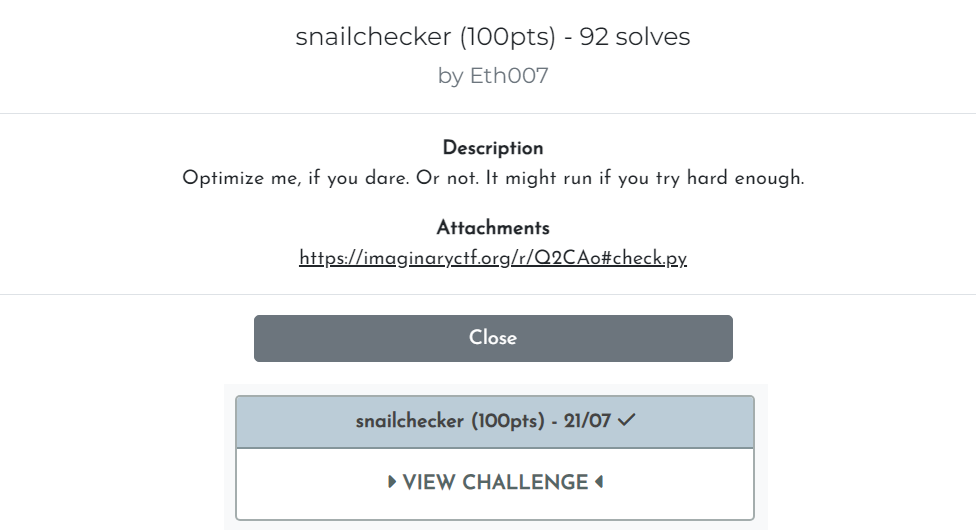 snailchecker (100pts) - 92 solves
by Eth007
Description
Optimize me, if you dare. Or not. It might run if you try hard enough.
Attachments
https://imaginaryctf.org/r/Q2CAo#check.py
Close
snailchecker (100pts) - 21/07
VIEW CHALLENGE